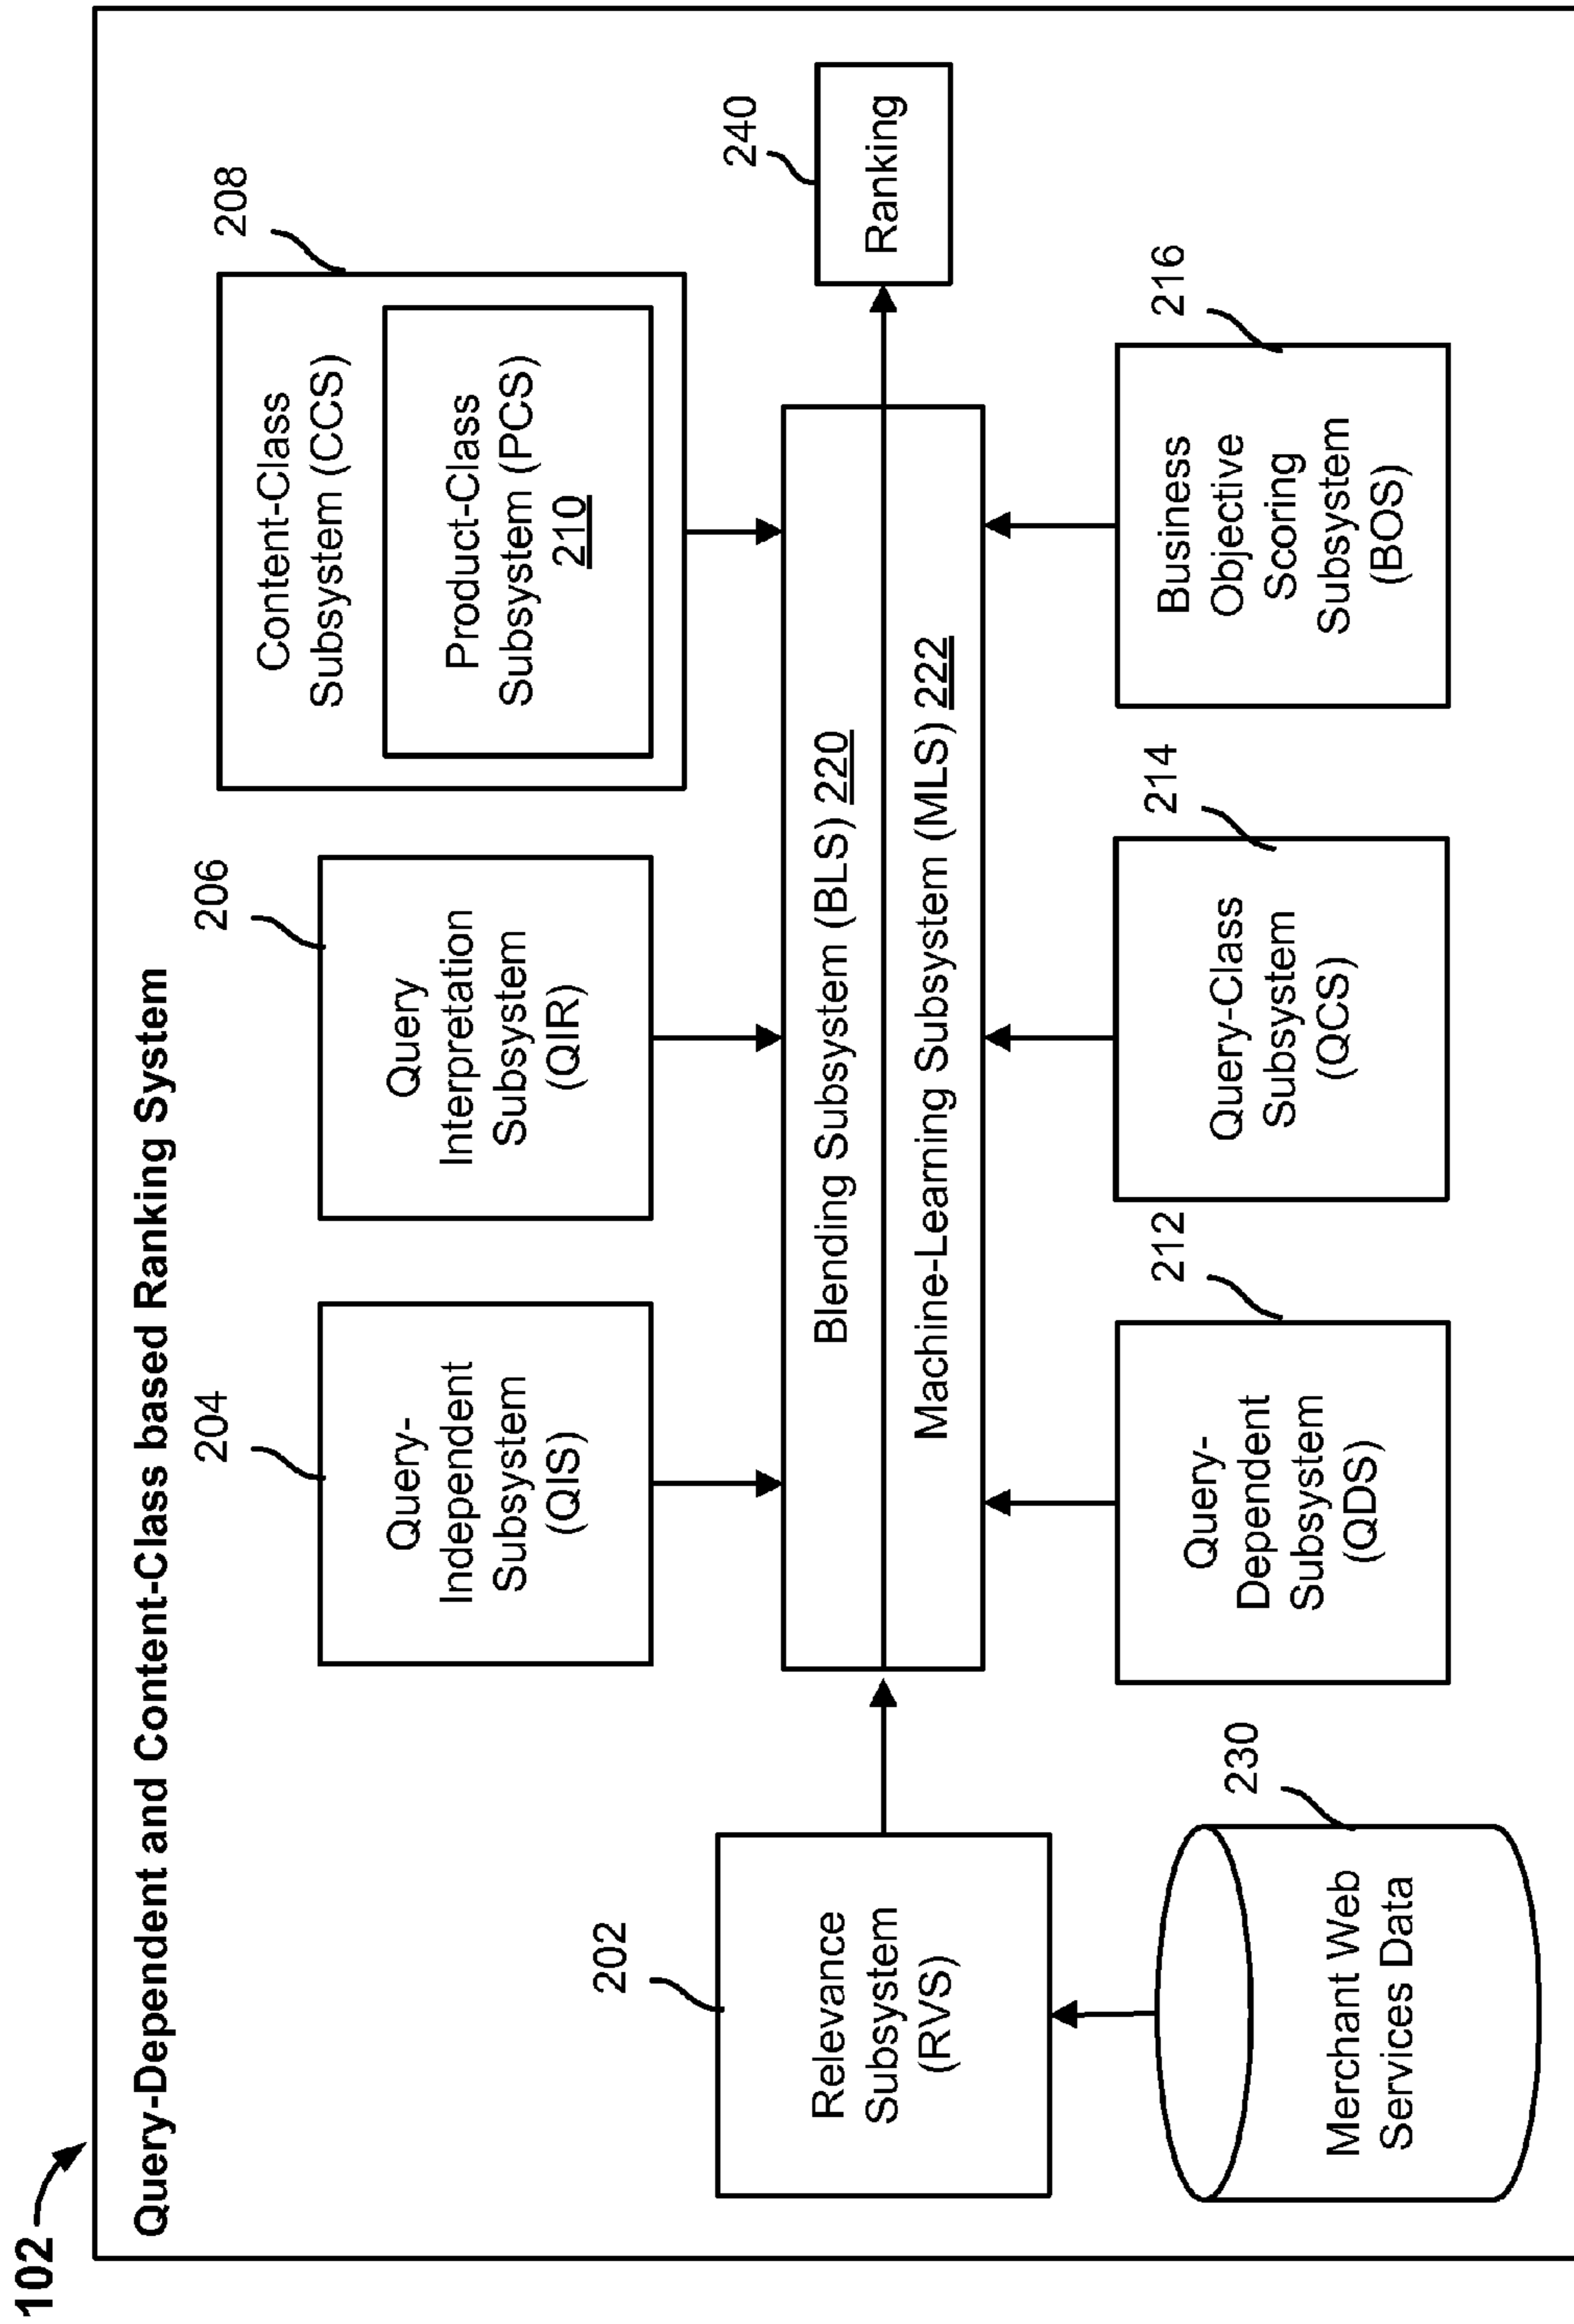 102
Query-Dependent and Content-Class based Ranking System
204
Query-
Independent
Subsystem
(QIS)
206
Query
Interpretation
Subsystem
(QIR)
208
Content-Class
Subsystem (CCS)
Product-Class
Subsystem (PCS)
210
202
Relevance
Subsystem
(RVS)
Blending Subsystem (BLS) 220
Machine-Learning Subsystem (MLS) 222
240
Ranking
230
Merchant Web
Services Data
212
Query-
Dependent
Subsystem
(QDS)
214
Query-Class
Subsystem
(QCS)
216
Business
Objective
Scoring
Subsystem
(BOS)